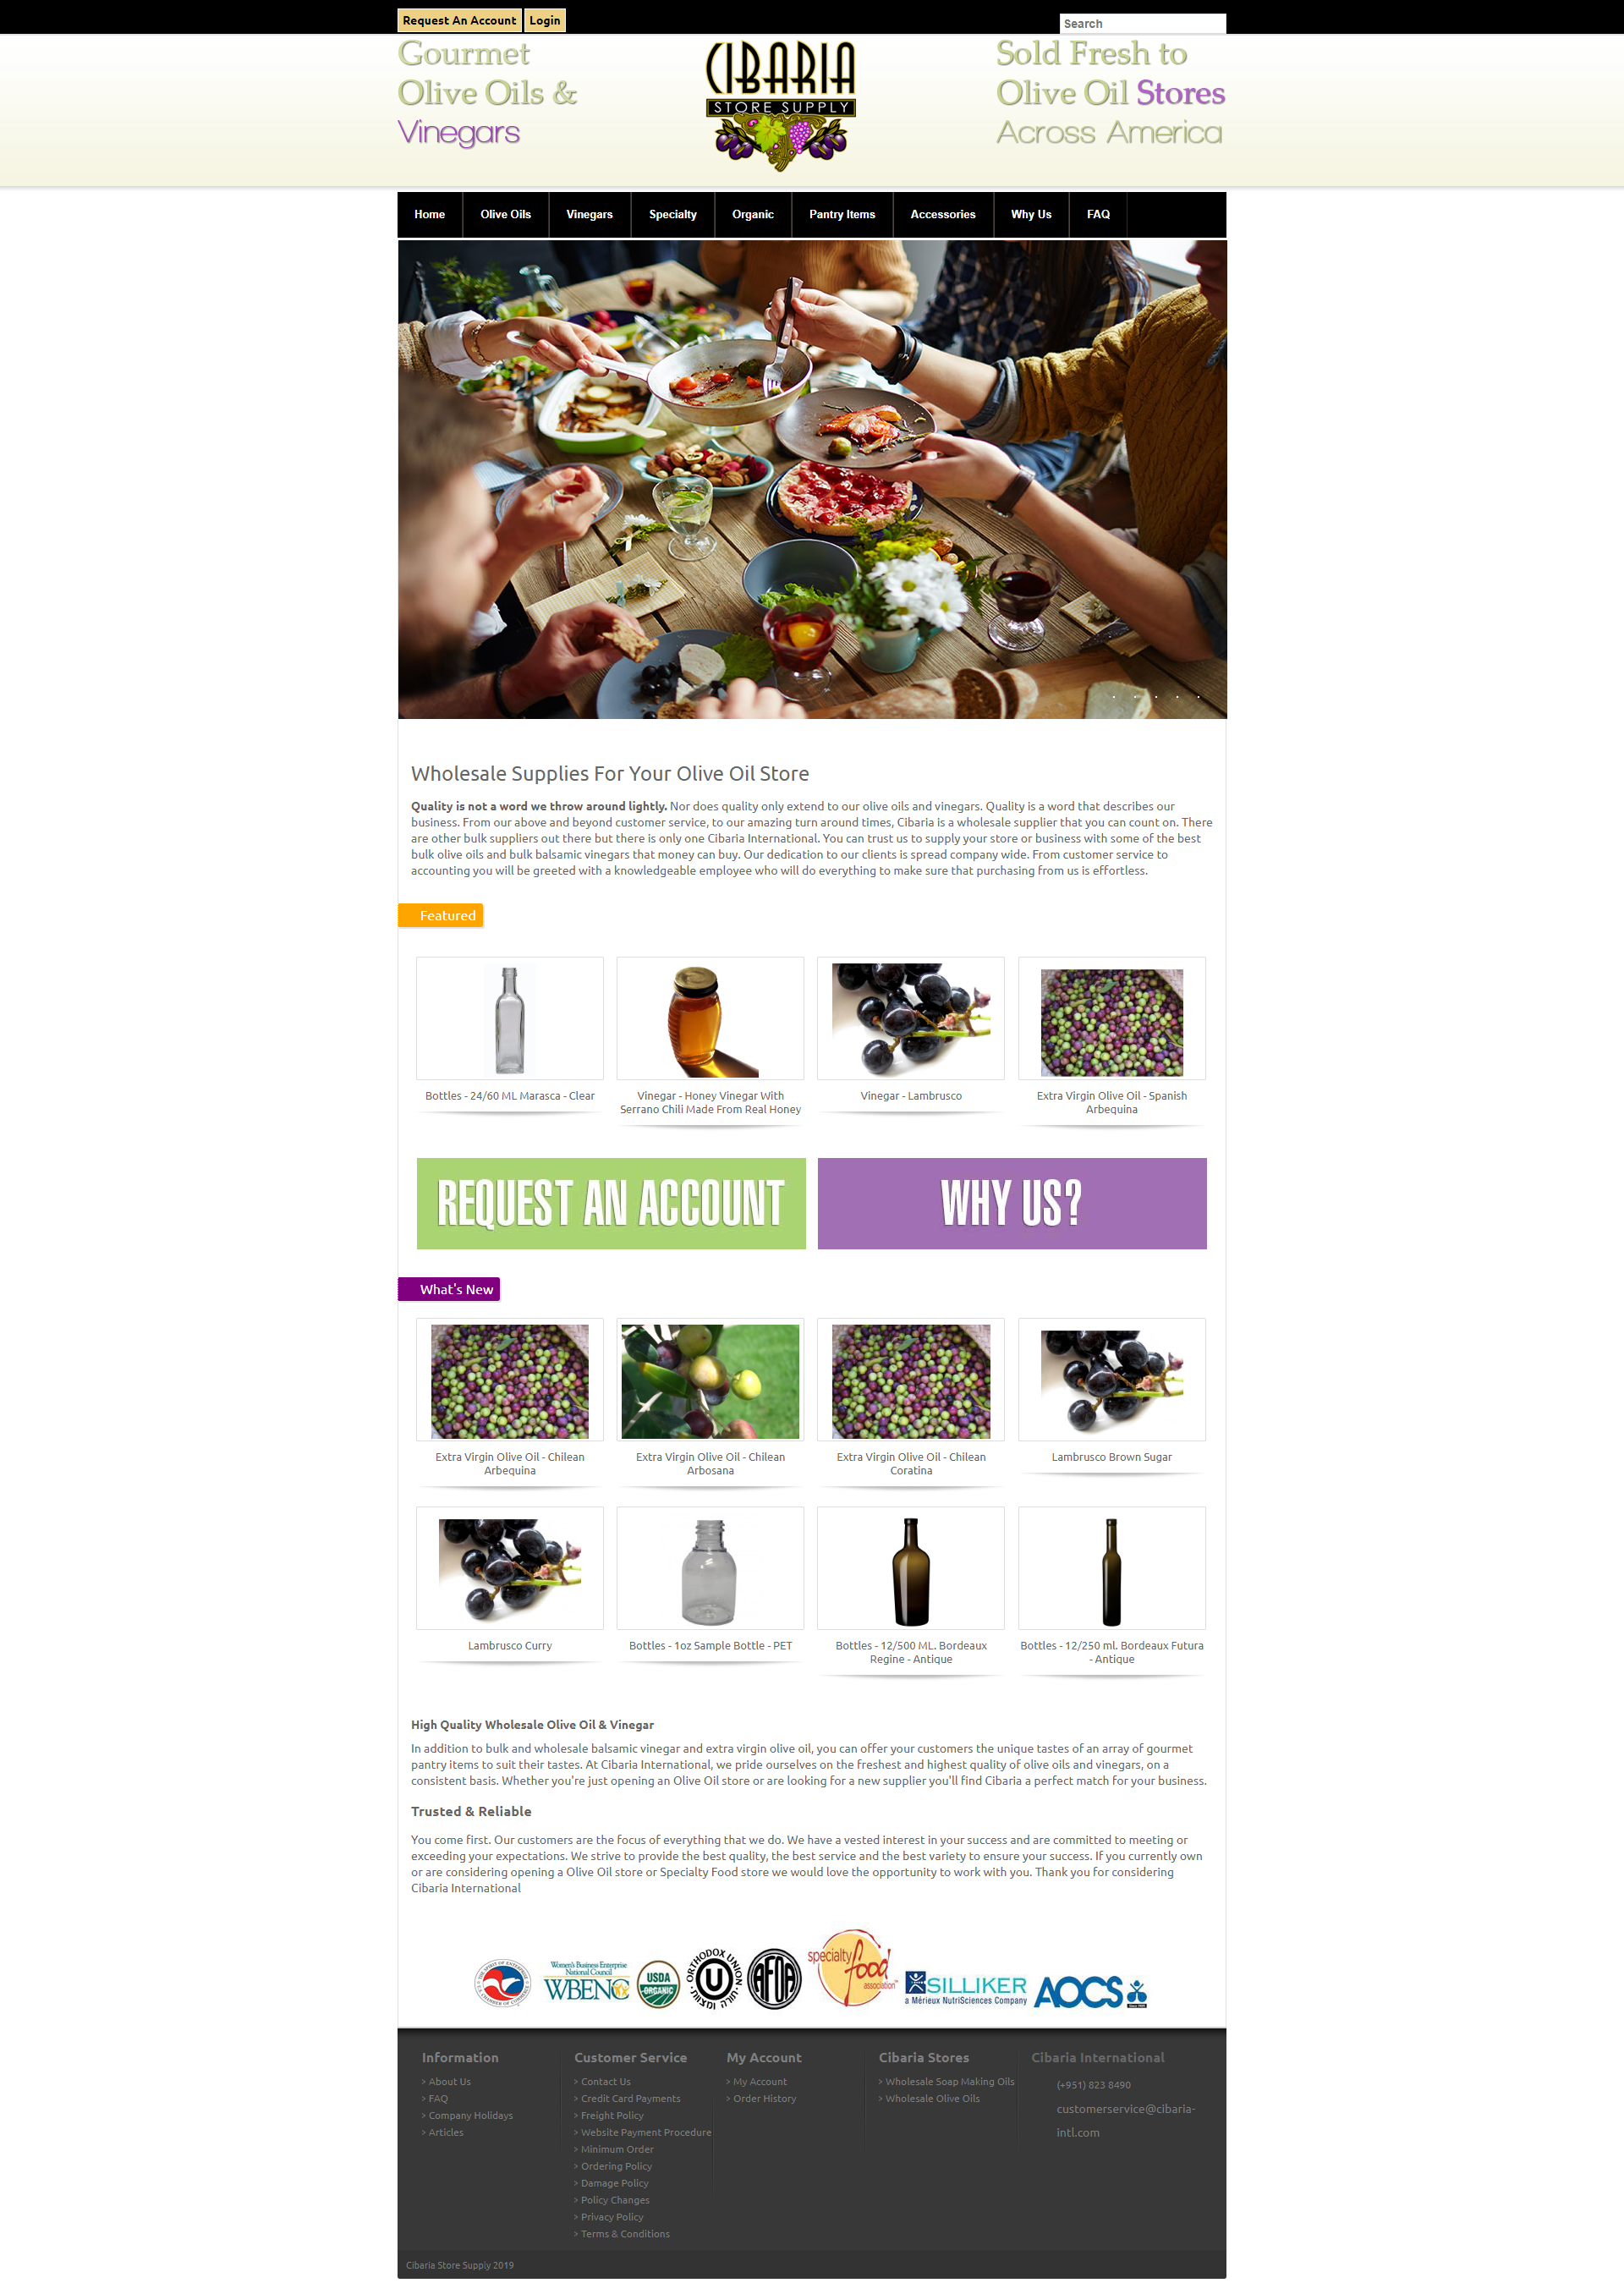 Request An Account
Login
Search
Gourmet
Olive Oils &
Vinegars
CIBARIA
STORE SUPPLY
Sold Fresh to
Olive Oil Stores
Across America
Home
Olive Oils
Vinegars
Specialty
Organic
Pantry Items
Accessories
Why Us
FAQ
Wholesale Supplies For Your Olive Oil Store
Quality is not a word we throw around lightly. Nor does quality only extend to our olive oils and vinegars. Quality is a word that describes our
business. From our above and beyond customer service, to our amazing turn around times, Cibaria is a wholesale supplier that you can count on. There
are other bulk suppliers out there but there is only one Cibaria International. You can trust us to supply your store or business with some of the best
bulk olive oils and bulk balsamic vinegars that money can buy. Our dedication to our clients is spread company wide. From customer service to
accounting you will be greeted with a knowledgeable employee who will do everything to make sure that purchasing from us is effortless.
Featured
Bottles - 24/60 ML Marasca - Clear
Vinegar - Honey Vinegar With
Serrano Chili Made From Real Honey
Vinegar - Lambrusco
Extra Virgin Olive Oil - Spanish
Arbequina
REQUEST AN ACCOUNT
WHY US?
What's New
Extra Virgin Olive Oil - Chilean
Arbequina
Extra Virgin Olive Oil - Chilean
Arbosana
Extra Virgin Olive Oil - Chilean
Coratina
Lambrusco Brown Sugar
Lambrusco Curry
Bottles - 1oz Sample Bottle - PET
Bottles - 12/500 ML. Bordeaux
Regine - Antique
Bottles - 12/250 ml. Bordeaux Futura
- Antique
High Quality Wholesale Olive Oil & Vinegar
In addition to bulk and wholesale balsamic vinegar and extra virgin olive oil, you can offer your customers the unique tastes of an array of gourmet
pantry items to suit their tastes. At Cibaria International, we pride ourselves on the freshest and highest quality of olive oils and vinegars, on a
consistent basis. Whether you're just opening an Olive Oil store or are looking for a new supplier you'll find Cibaria a perfect match for your business.
Trusted & Reliable
You come first. Our customers are the focus of everything that we do. We have a vested interest in your success and are committed to meeting or
exceeding your expectations. We strive to provide the best quality, the best service and the best variety to ensure your success. If you currently own
or are considering opening a Olive Oil store or Specialty Food store we would love the opportunity to work with you. Thank you for considering
Cibaria International
Women's Business Enterprise
National Council
WBENC
USDA
ORGANIC
ORTHODOX UNION
U
AFOA
specialty
food
association
SILLIKER
a Mérieux NutriSciences Company
AOCS
Information
> About Us
> FAQ
> Company Holidays
> Articles
Customer Service
> Contact Us
> Credit Card Payments
> Freight Policy
> Website Payment Procedure
> Minimum Order
> Ordering Policy
> Damage Policy
> Policy Changes
> Privacy Policy
> Terms & Conditions
My Account
> My Account
> Order History
Cibaria Stores
> Wholesale Soap Making Oils
> Wholesale Olive Oils
Cibaria International
(+951) 823 8490
customerservice@cibaria-
intl.com
Cibaria Store Supply 2019